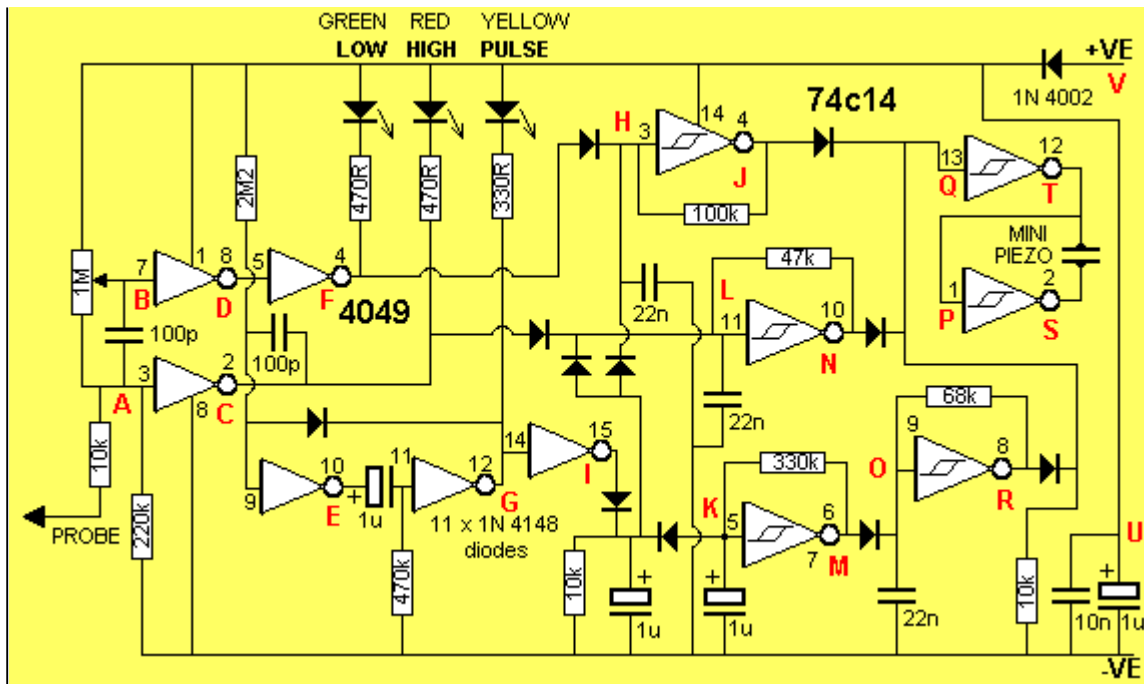 GREEN RED YELLOW
LOW HIGH PULSE
+VE
V
1N 4002
74c14
H
3
14
4
J
13
Q
12
T
2M2
470R
470R
330R
100k
MINI
PIEZO
1M
7
B
1
8
D
5
4
F
4049
100p
100p
22n
L
11
47k
10
N
1
P
2
S
3
A
2
C
8
10k
PROBE
220k
9
10
E
+
1u
11
12
G
14
15
I
11 x 1N 4148
diodes
470k
10k
+
1u
22n
K
5
330k
6
7
M
+
1u
O
9
68k
8
R
22n
10k
U
10n
+
1u
-VE